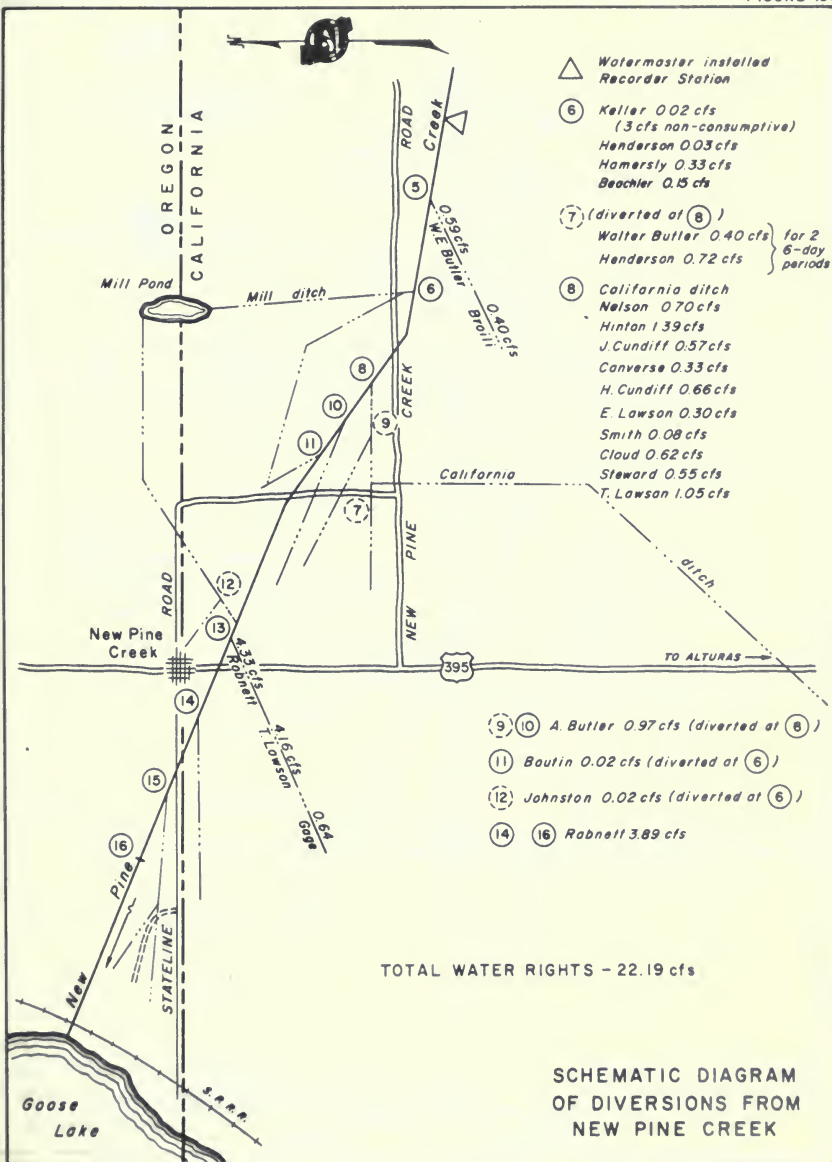 OREGON
CALIFORNIA
ROAD
Creek
Mill Pond
Mill ditch
5
6
8
10
9
11
7
12
13
14
15
16
0.59 cfs
W.E Butler
0.40 cfs
Broili
CREEK
California
ditch
PINE
NEW
ROAD
New Pine
Creek
395
TO ALTURAS
4.33 cfs
Robnett
4.16 cfs
T. Lawson
0.64
Gage
Pine
New
STATELINE
S.P.R.R.
Goose
Lake
Watermaster installed
Recorder Station
6 Keller 0.02 cfs
(3 cfs non-consumptive)
Henderson 0.03 cfs
Hamersly 0.33 cfs
Beachler 0.15 cfs
7 (diverted at 8)
Walter Butler 0.40 cfs
Henderson 0.72 cfs
for 2
6-day
periods
8 California ditch
Nelson 0.70 cfs
Hinton 1.39 cfs
J. Cundiff 0.57 cfs
Converse 0.33 cfs
H. Cundiff 0.66 cfs
E. Lawson 0.30 cfs
Smith 0.08 cfs
Cloud 0.62 cfs
Steward 0.55 cfs
T. Lawson 1.05 cfs
9 10 A. Butler 0.97 cfs (diverted at 8)
11 Boutin 0.02 cfs (diverted at 6)
12 Johnston 0.02 cfs (diverted at 6)
14 16 Robnett 3.89 cfs
TOTAL WATER RIGHTS - 22.19 cfs
SCHEMATIC DIAGRAM
OF DIVERSIONS FROM
NEW PINE CREEK